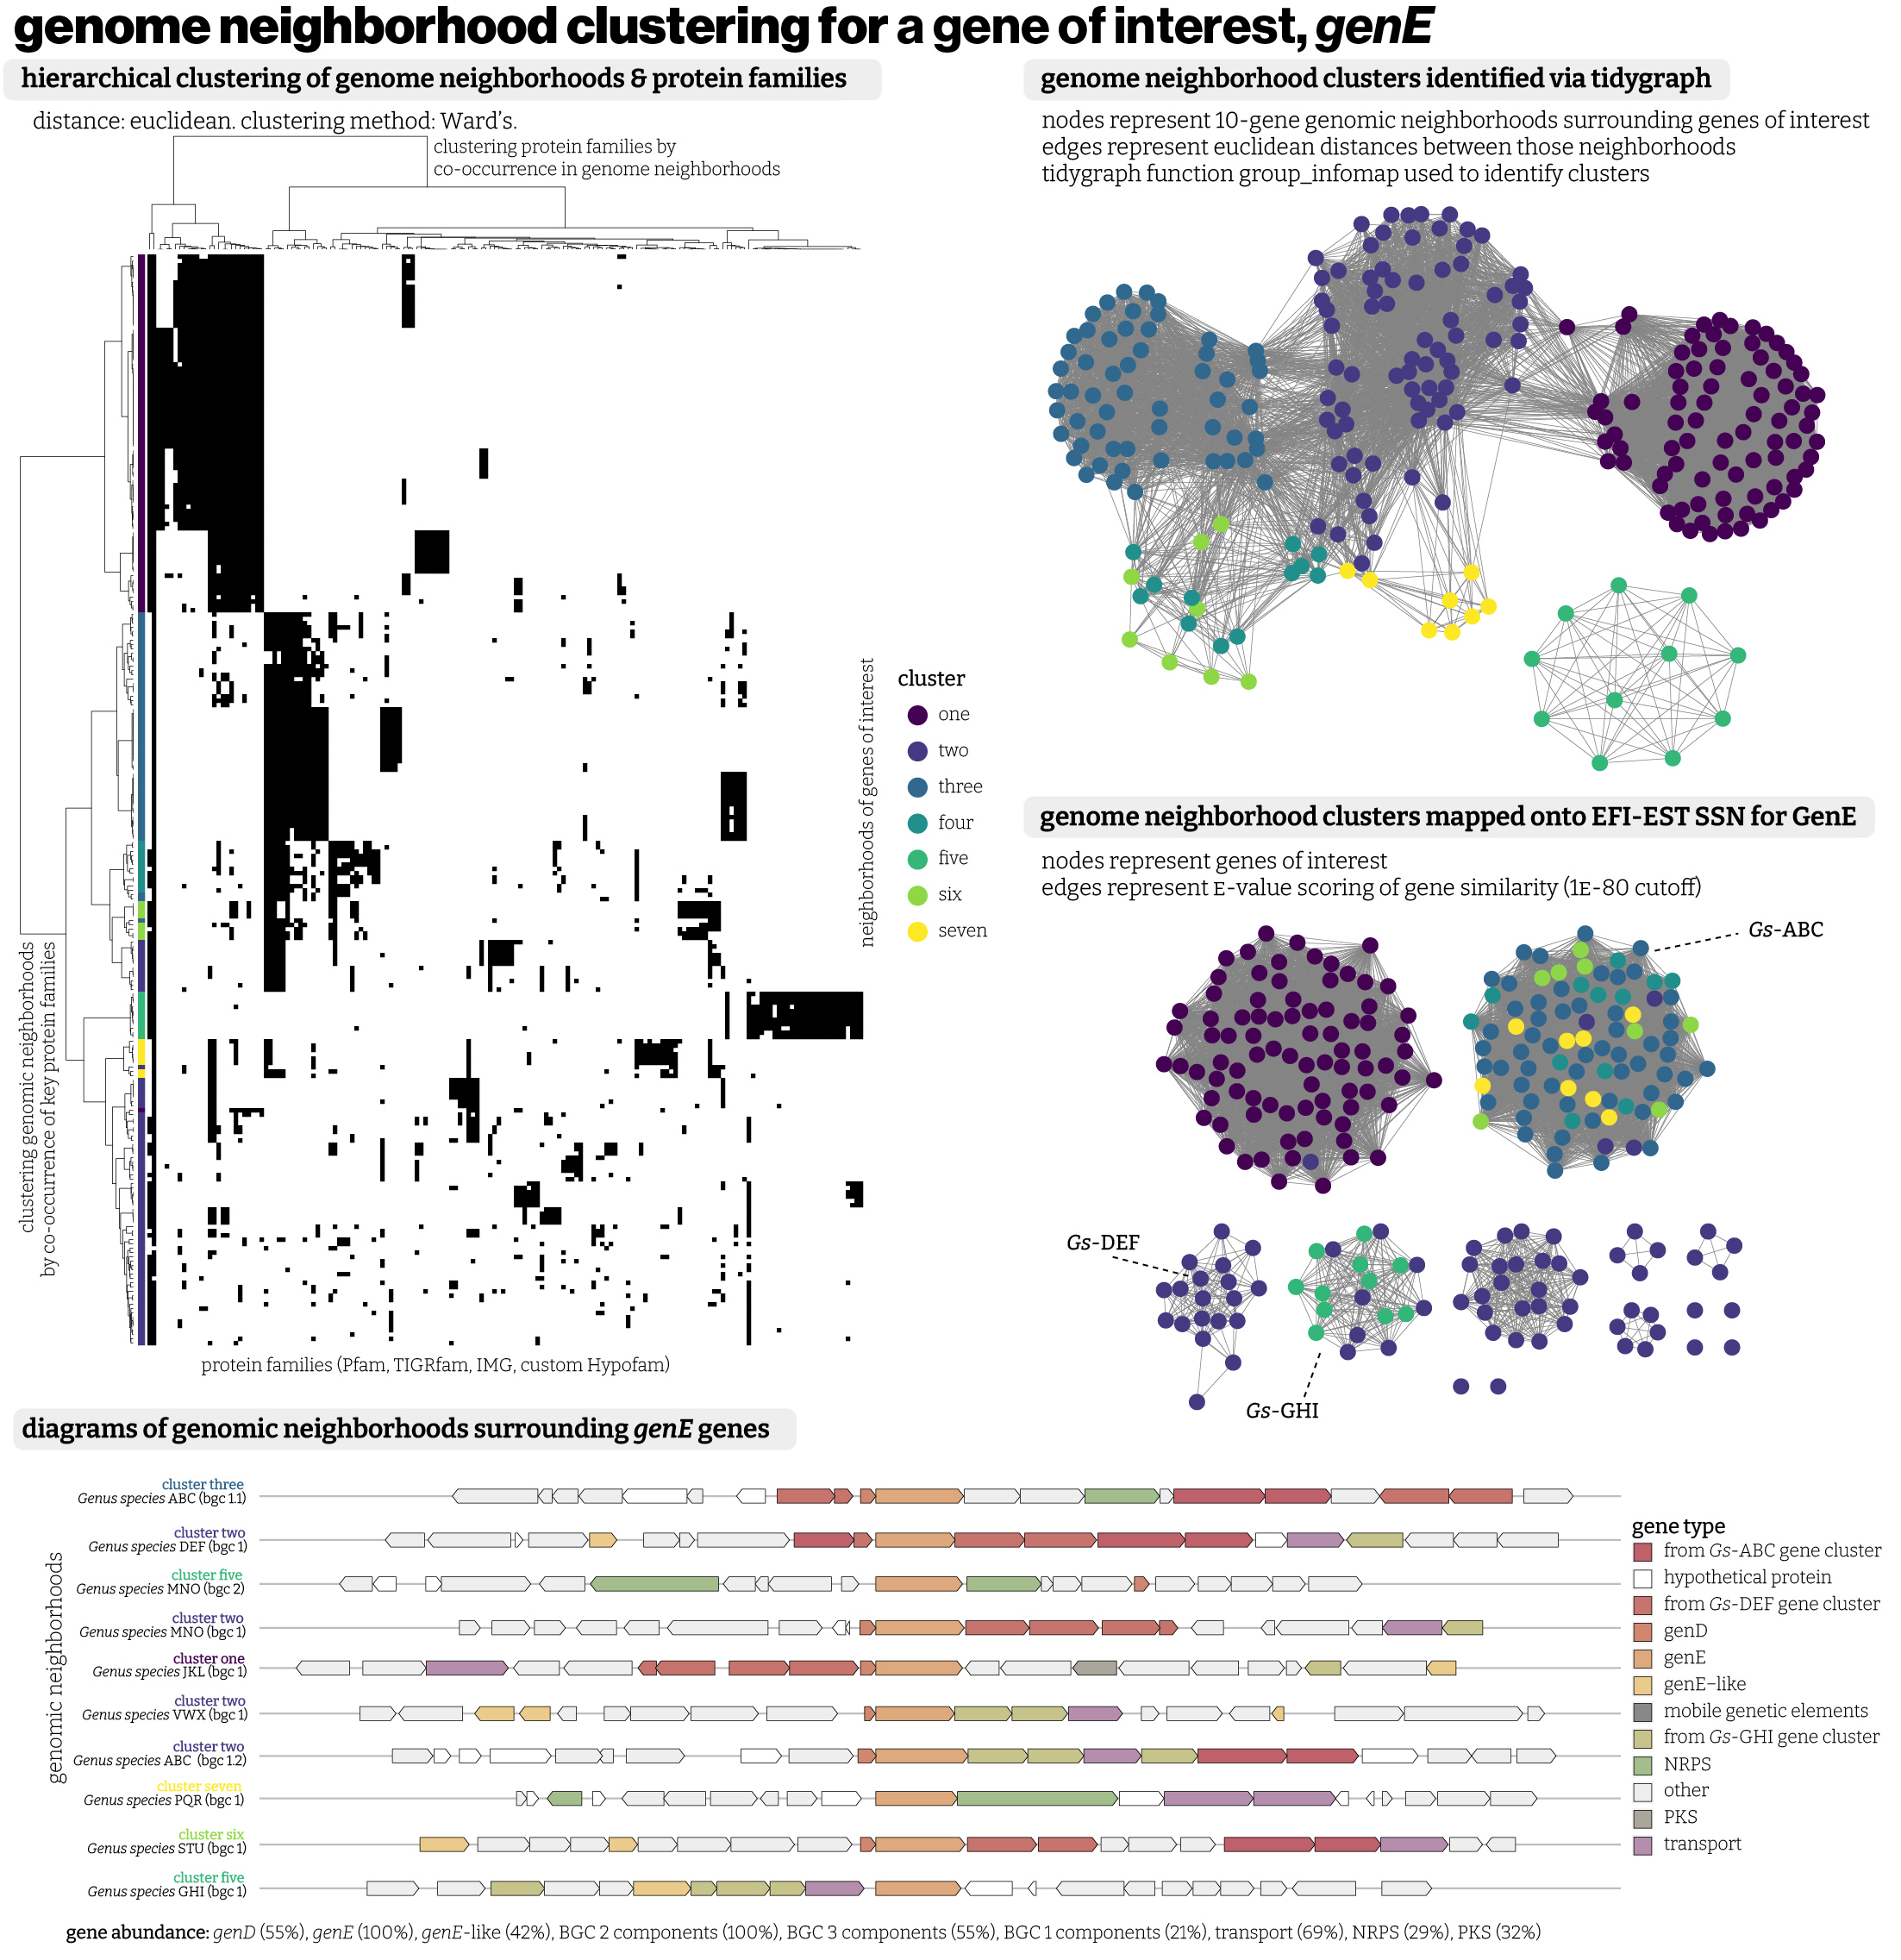 genome neighborhood clustering for a gene of interest, genE
hierarchical clustering of genome neighborhoods & protein families
distance: euclidean. clustering method: Ward's.
clustering protein families by
co-occurrence in genome neighborhoods
clustering genomic neighborhoods
by co-occurrence of key protein families
neighborhoods of genes of interest
protein families (Pfam, TIGRfam, IMG, custom Hypofam)
cluster
one
two
three
four
five
six
seven
genome neighborhood clusters identified via tidygraph
nodes represent 10-gene genomic neighborhoods surrounding genes of interest
edges represent euclidean distances between those neighborhoods
tidygraph function group_infomap used to identify clusters
genome neighborhood clusters mapped onto EFI-EST SSN for GenE
nodes represent genes of interest
edges represent E-value scoring of gene similarity (1E-80 cutoff)
Gs-ABC
Gs-DEF
Gs-GHI
diagrams of genomic neighborhoods surrounding genE genes
genomic neighborhoods
cluster three
Genus species ABC (bgc 1.1)
cluster two
Genus species DEF (bgc 1)
cluster five
Genus species MNO (bgc 2)
cluster two
Genus species MNO (bgc 1)
cluster one
Genus species JKL (bgc 1)
cluster two
Genus species VWX (bgc 1)
cluster two
Genus species ABC (bgc 1.2)
cluster seven
Genus species PQR (bgc 1)
cluster six
Genus species STU (bgc 1)
cluster five
Genus species GHI (bgc 1)
gene type
from Gs-ABC gene cluster
hypothetical protein
from Gs-DEF gene cluster
genD
genE
genE-like
mobile genetic elements
from Gs-GHI gene cluster
NRPS
other
PKS
transport
gene abundance: genD (55%), genE (100%), genE-like (42%), BGC 2 components (100%), BGC 3 components (55%), BGC 1 components (21%), transport (69%), NRPS (29%), PKS (32%)